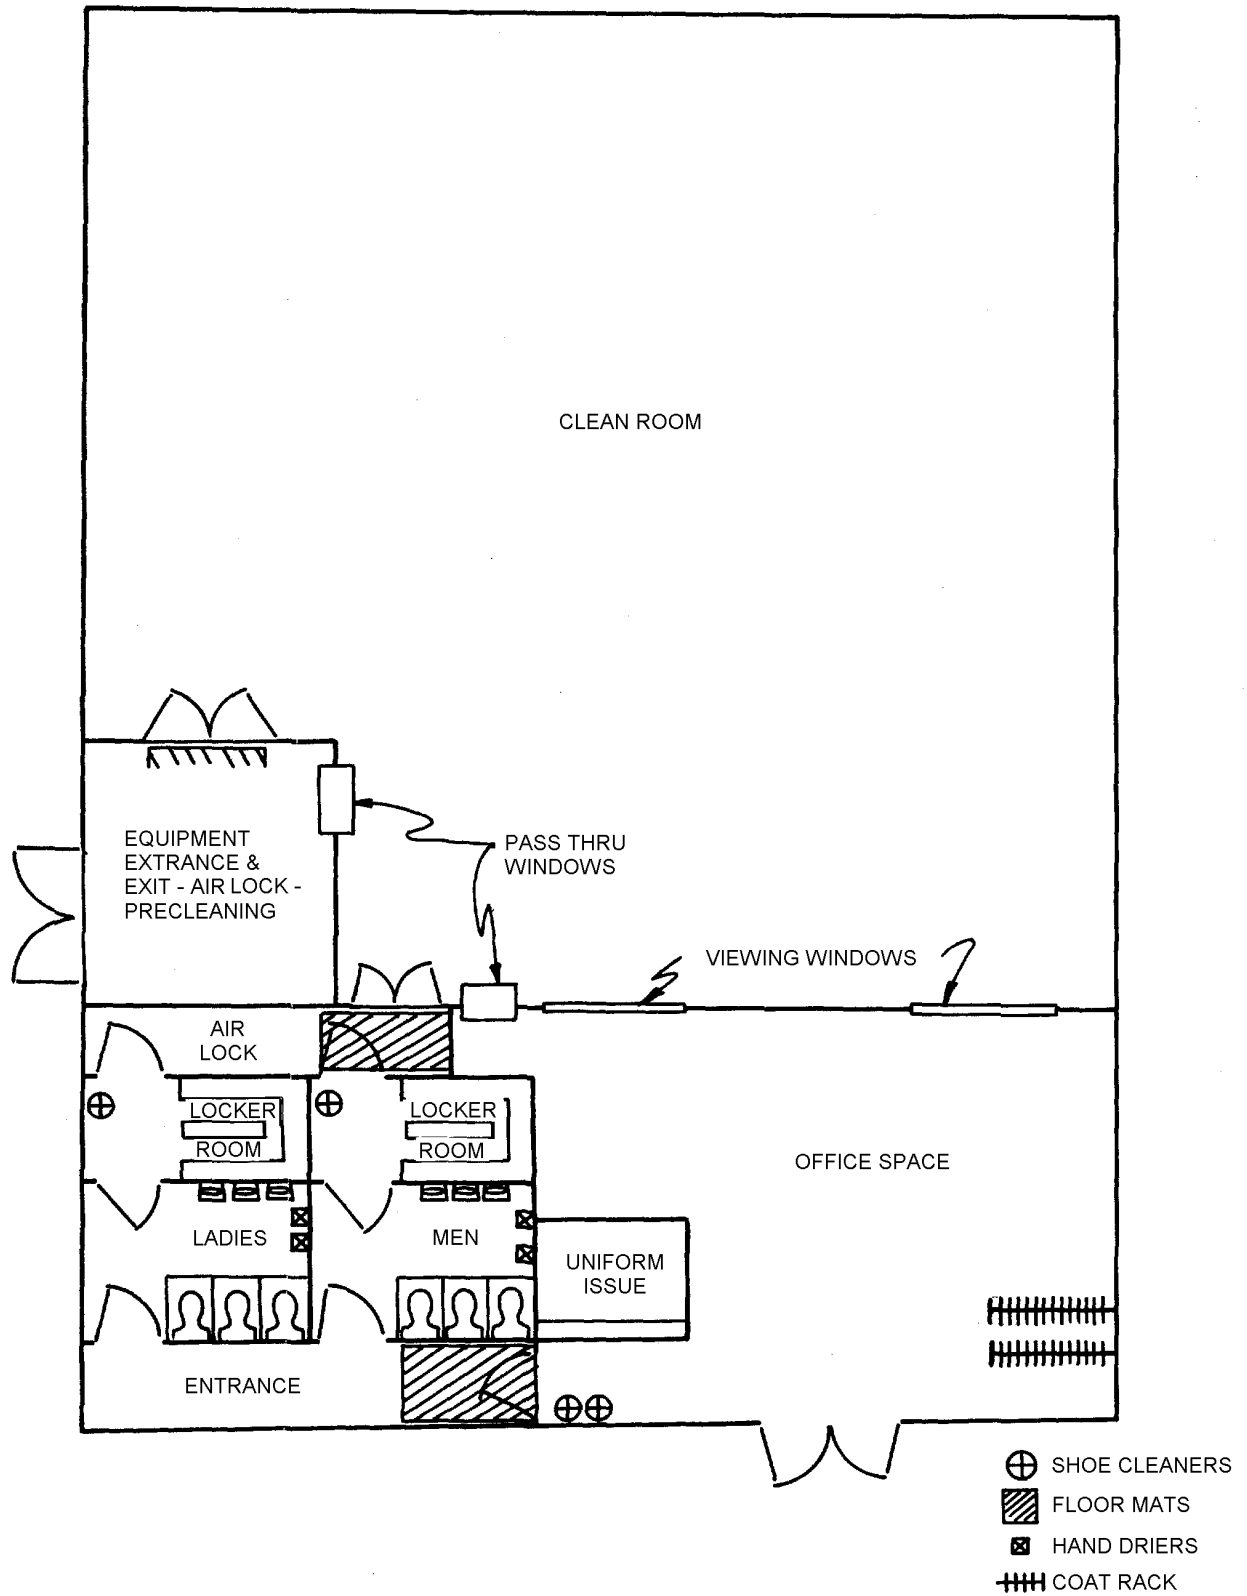 CLEAN ROOM
EQUIPMENT
EXTRANCE &
EXIT - AIR LOCK -
PRECLEANING
PASS THRU
WINDOWS
VIEWING WINDOWS
AIR
LOCK
LOCKER
ROOM
LOCKER
ROOM
OFFICE SPACE
LADIES
MEN
UNIFORM
ISSUE
ENTRANCE
SHOE CLEANERS
FLOOR MATS
HAND DRIERS
COAT RACK